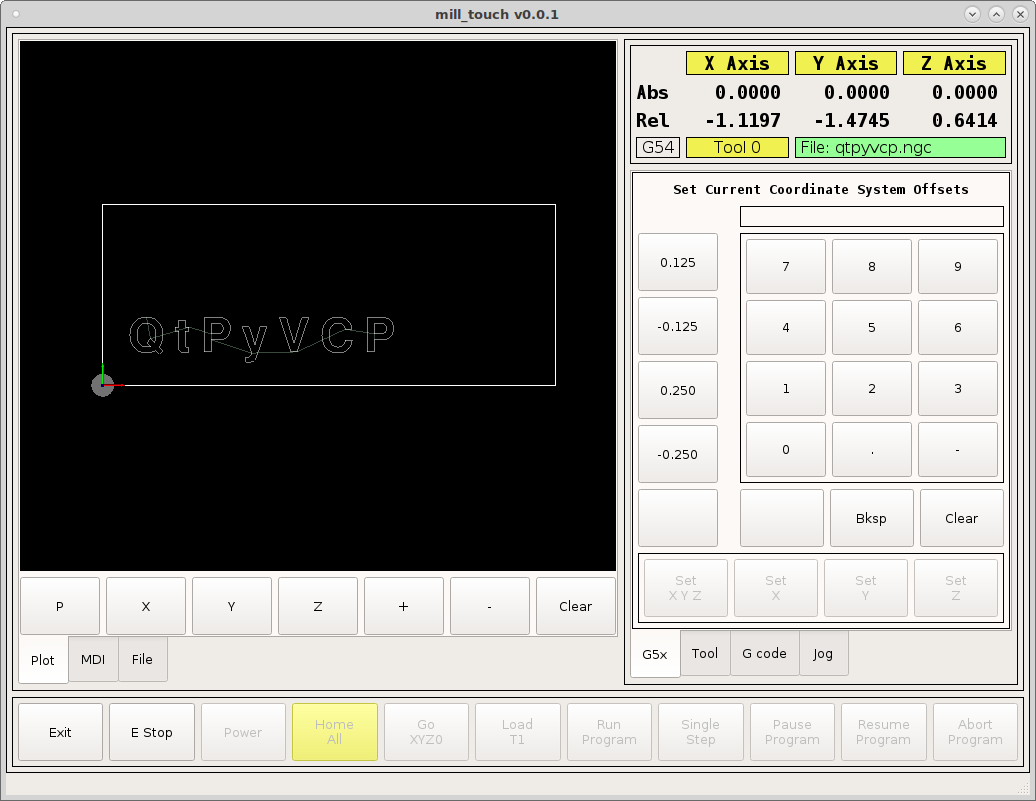 mill_touch v0.0.1
X Axis Y Axis Z Axis
Abs 0.0000 0.0000 0.0000
Rel -1.1197 -1.4745 0.6414
G54 Tool 0 File: qtpyvcp.ngc
QtPyVCP
P X Y Z + - Clear
Plot MDI File
Set Current Coordinate System Offsets
0.125 7 8 9
-0.125 4 5 6
0.250 1 2 3
-0.250 0 . -
Bksp Clear
Set Set Set Set
X Y Z X Y Z
G5x Tool G code Jog
Exit E Stop Power Home Go Load Run Single Pause Resume Abort
All XYZ0 T1 Program Step Program Program Program